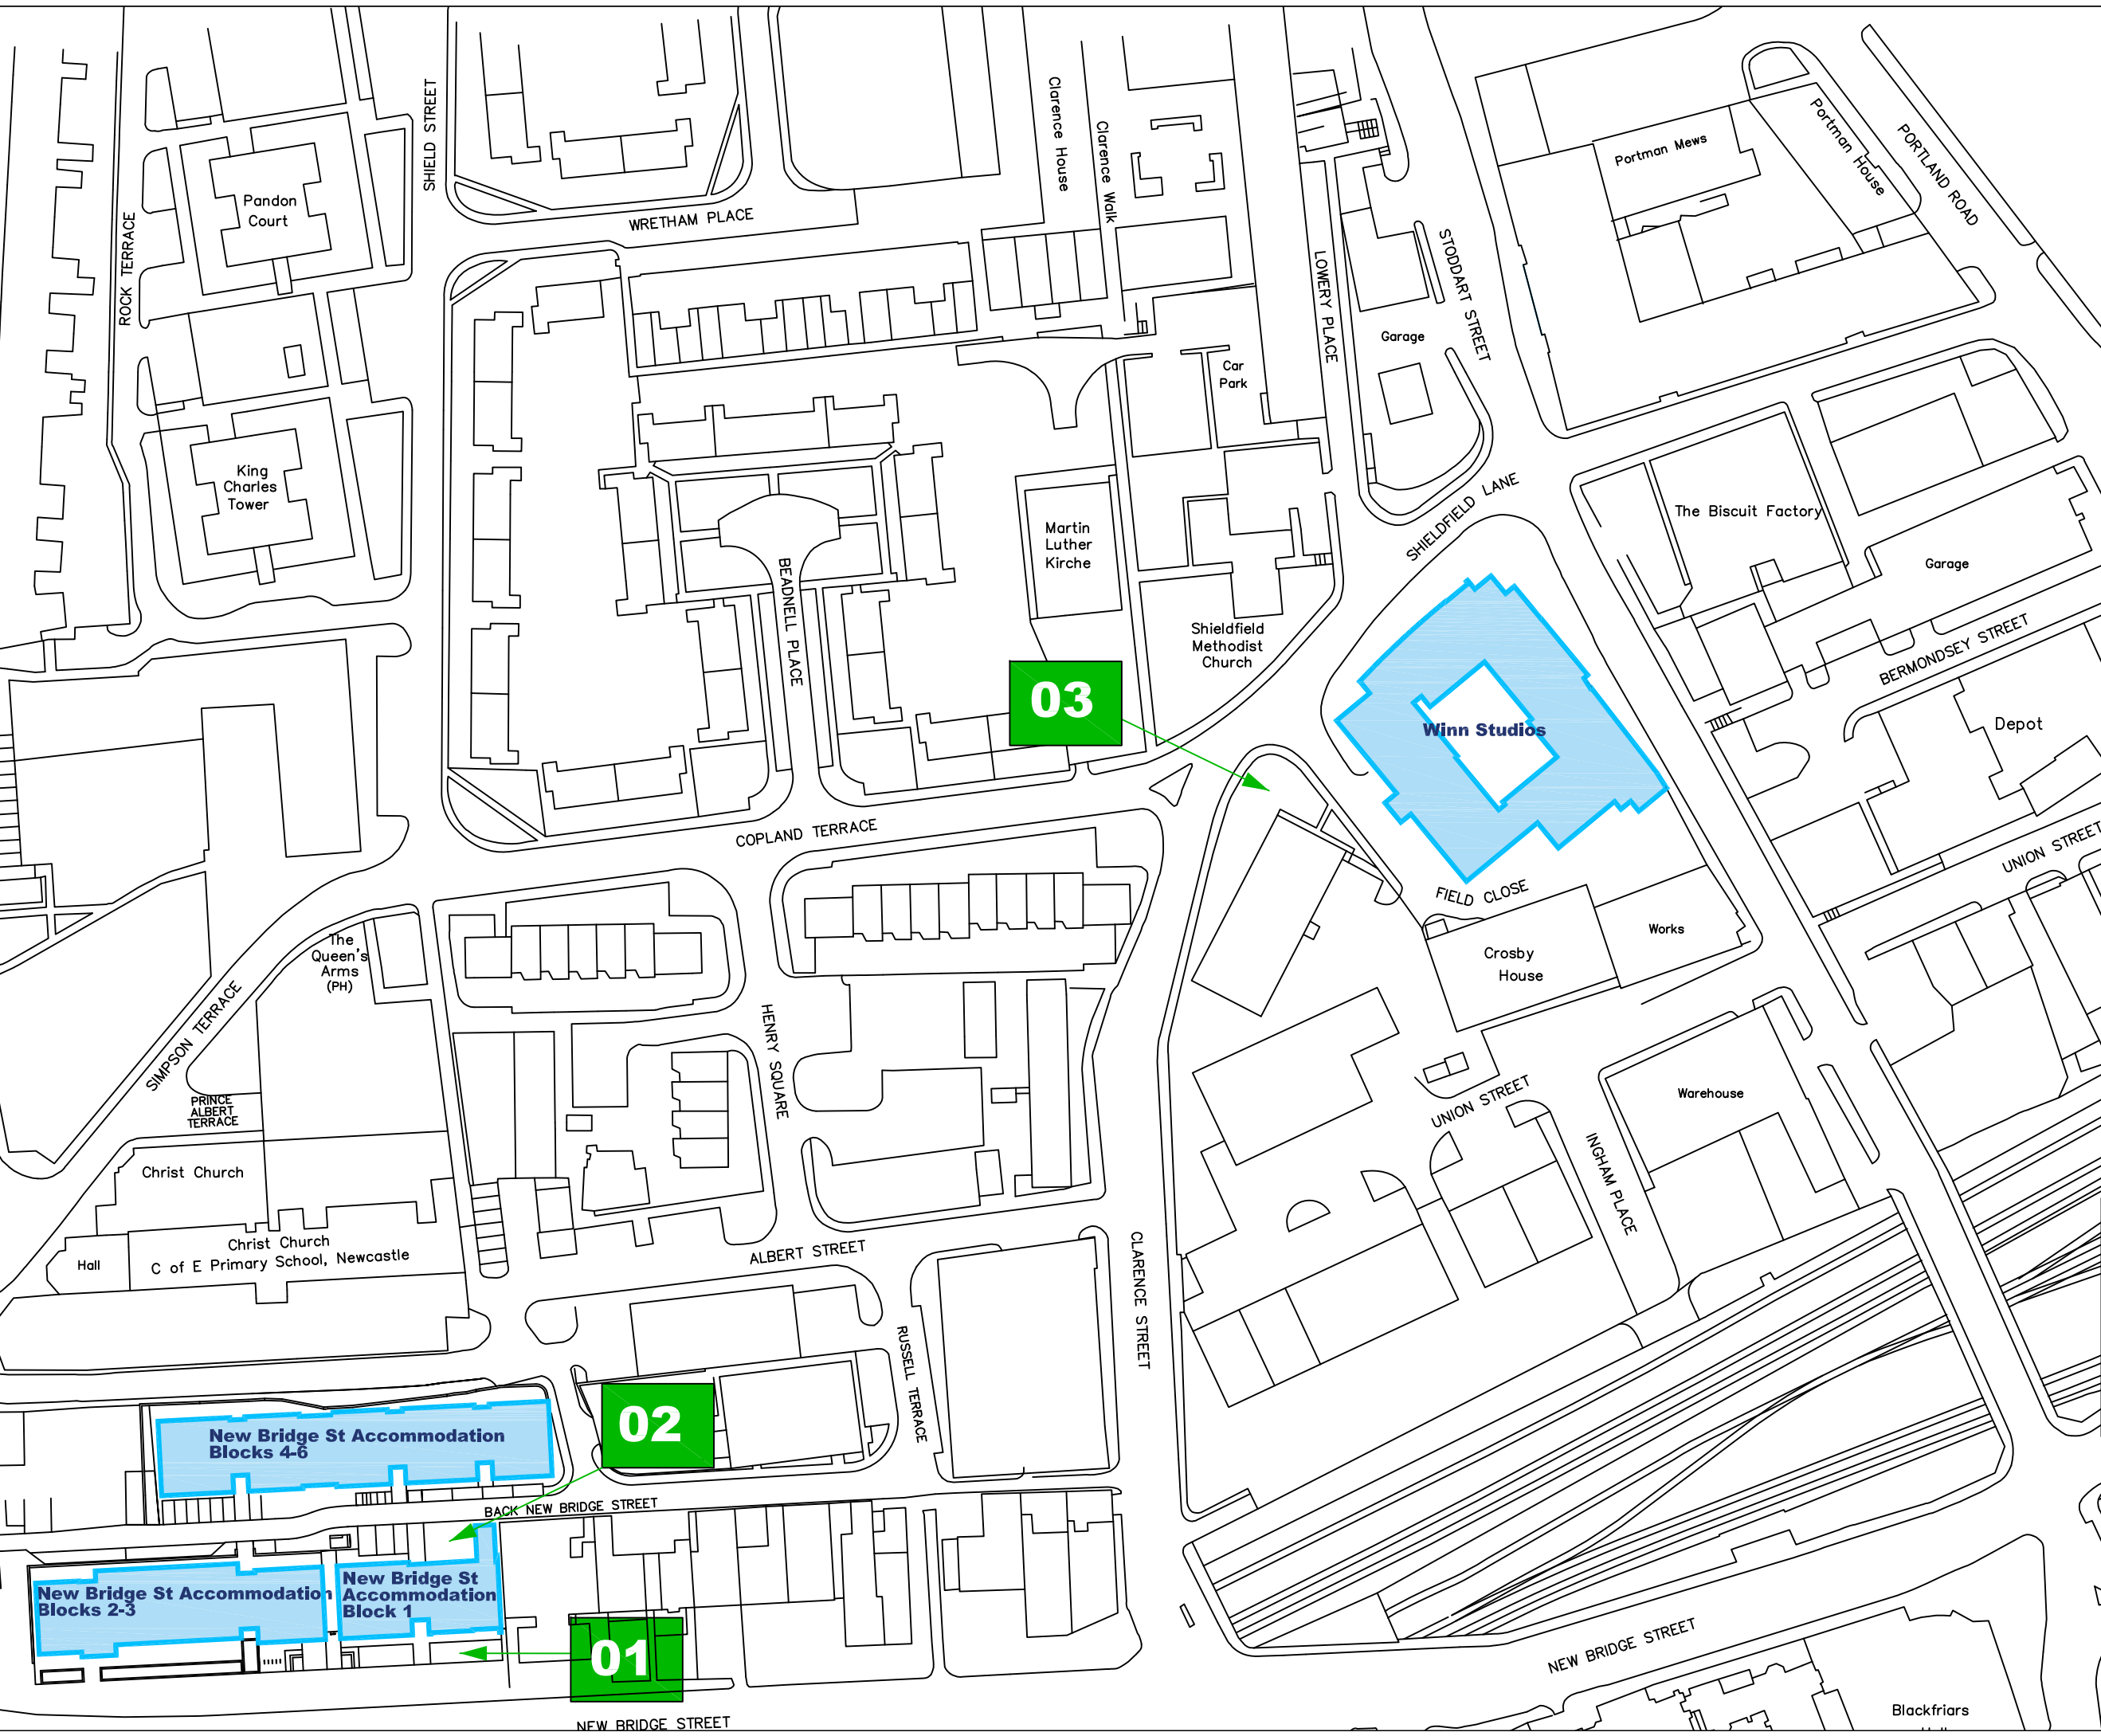 SHIELD STREET
ROCK TERRACE
Pandon
Court
WRETHAM PLACE
Clarence House
Clarence Walk
LOWERY PLACE
STODDART STREET
Portman Mews
Portman House
PORTLAND ROAD
Garage
Car
Park
King
Charles
Tower
Martin
Luther
Kirche
SHIELDFIELD LANE
The Biscuit Factory
Garage
BEADNELL PLACE
Shieldfield
Methodist
Church
BERMONDSEY STREET
03
Winn Studios
Depot
COPLAND TERRACE
UNION STREET
FIELD CLOSE
The
Queen's
Arms
(PH)
Crosby
House
Works
SIMPSON TERRACE
HENRY SQUARE
PRINCE
ALBERT
TERRACE
UNION STREET
Warehouse
INGHAM PLACE
Christ Church
Christ Church
C of E Primary School, Newcastle
Hall
ALBERT STREET
CLARENCE STREET
RUSSELL TERRACE
02
New Bridge St Accommodation
Blocks 4-6
BACK NEW BRIDGE STREET
New Bridge St Accommodation
Blocks 2-3
New Bridge St
Accommodation
Block 1
01
NEW BRIDGE STREET
NEW BRIDGE STREET
Blackfriars